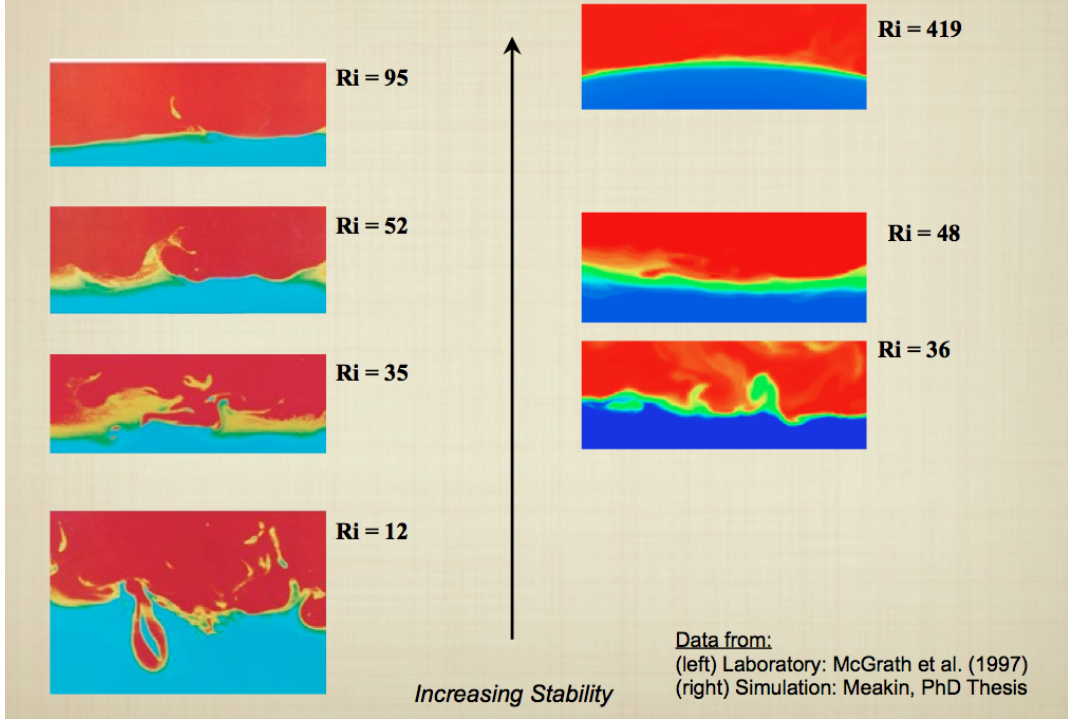 Ri = 95
Ri = 52
Ri = 35
Ri = 12
Increasing Stability
Ri = 419
Ri = 48
Ri = 36
Data from:
(left) Laboratory: McGrath et al. (1997)
(right) Simulation: Meakin, PhD Thesis